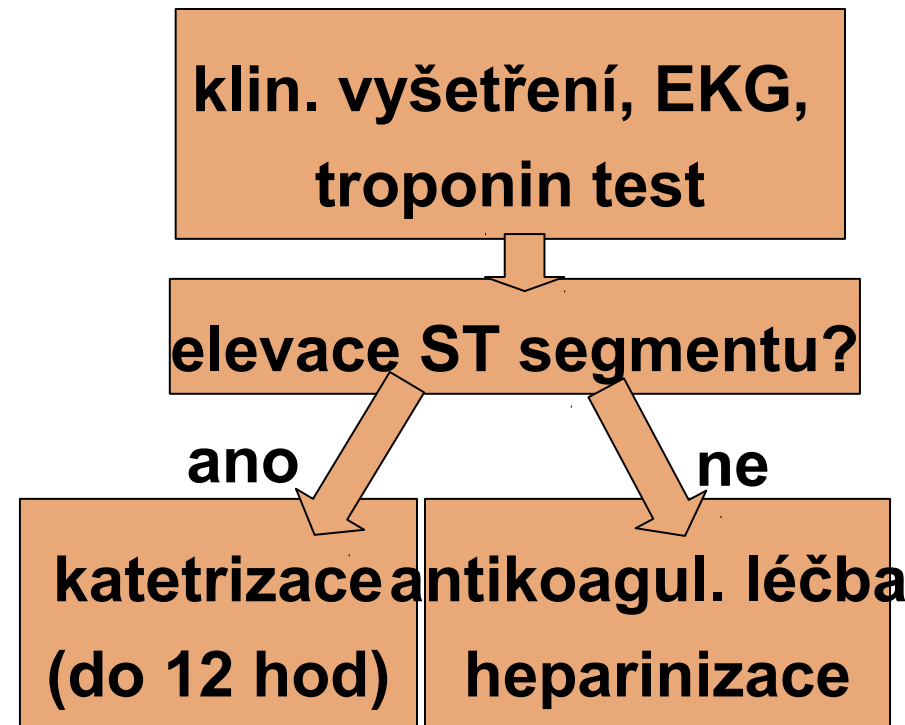 klin. vyšetření, EKG,
troponin test
elevace ST segmentu?
ano
ne
katetrizace
(do 12 hod)
antikoagul. léčba
heparinizace